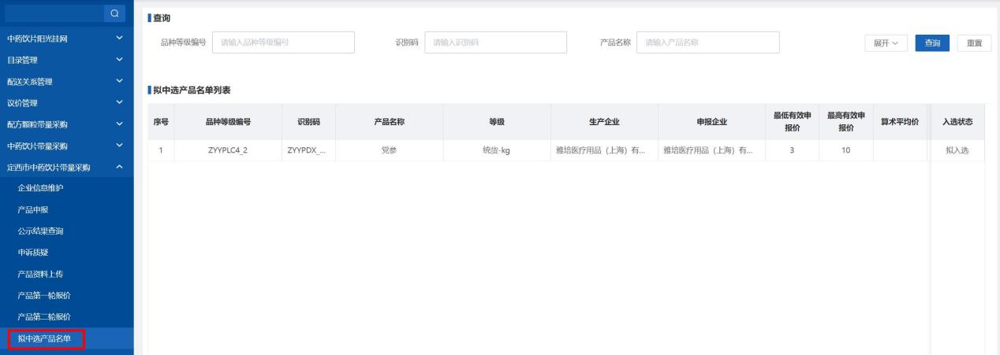 中药饮片阳光挂网
目录管理
配送关系管理
议价管理
配方颗粒带量采购
中药饮片带量采购
定西市中药饮片带量采购
企业信息维护
产品申报
公示结果查询
申诉质疑
产品资料上传
产品第一轮报价
产品第二轮报价
拟中选产品名单
查询
品种等级编号 请输入品种等级编号 识别码 请输入识别码 产品名称 请输入产品名称 展开 查询 重置
拟中选产品名单列表
序号 品种等级编号 识别码 产品名称 等级 生产企业 申报企业 最低有效申报价 最高有效申报价 算术平均价 入选状态
1 ZYYPLC4_2 ZYYPDX_... 党参 统货-kg 雅培医疗用品（上海）有... 雅培医疗用品（上海）有... 3 10 拟入选